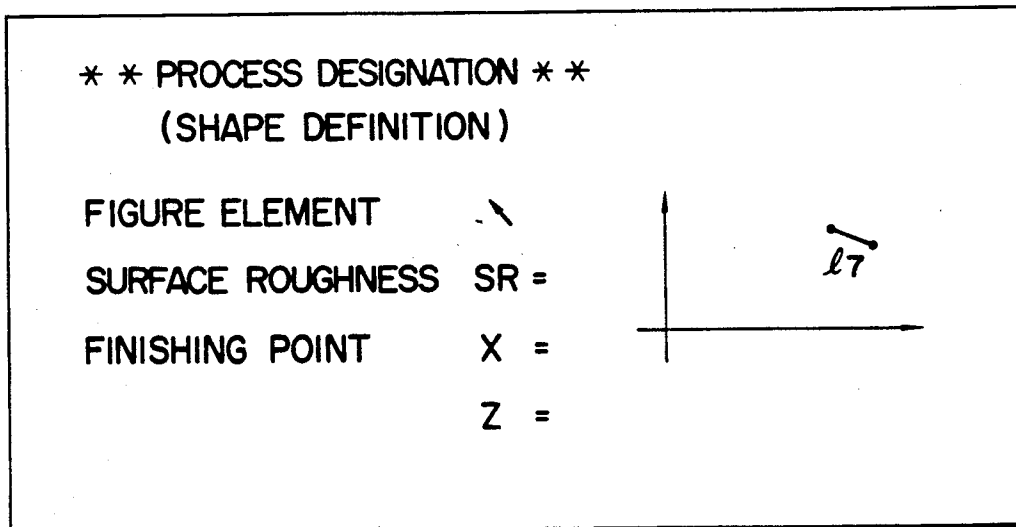 * * PROCESS DESIGNATION * *
(SHAPE DEFINITION)
FIGURE ELEMENT
SURFACE ROUGHNESS SR =
FINISHING POINT X =
Z =
ℓ7